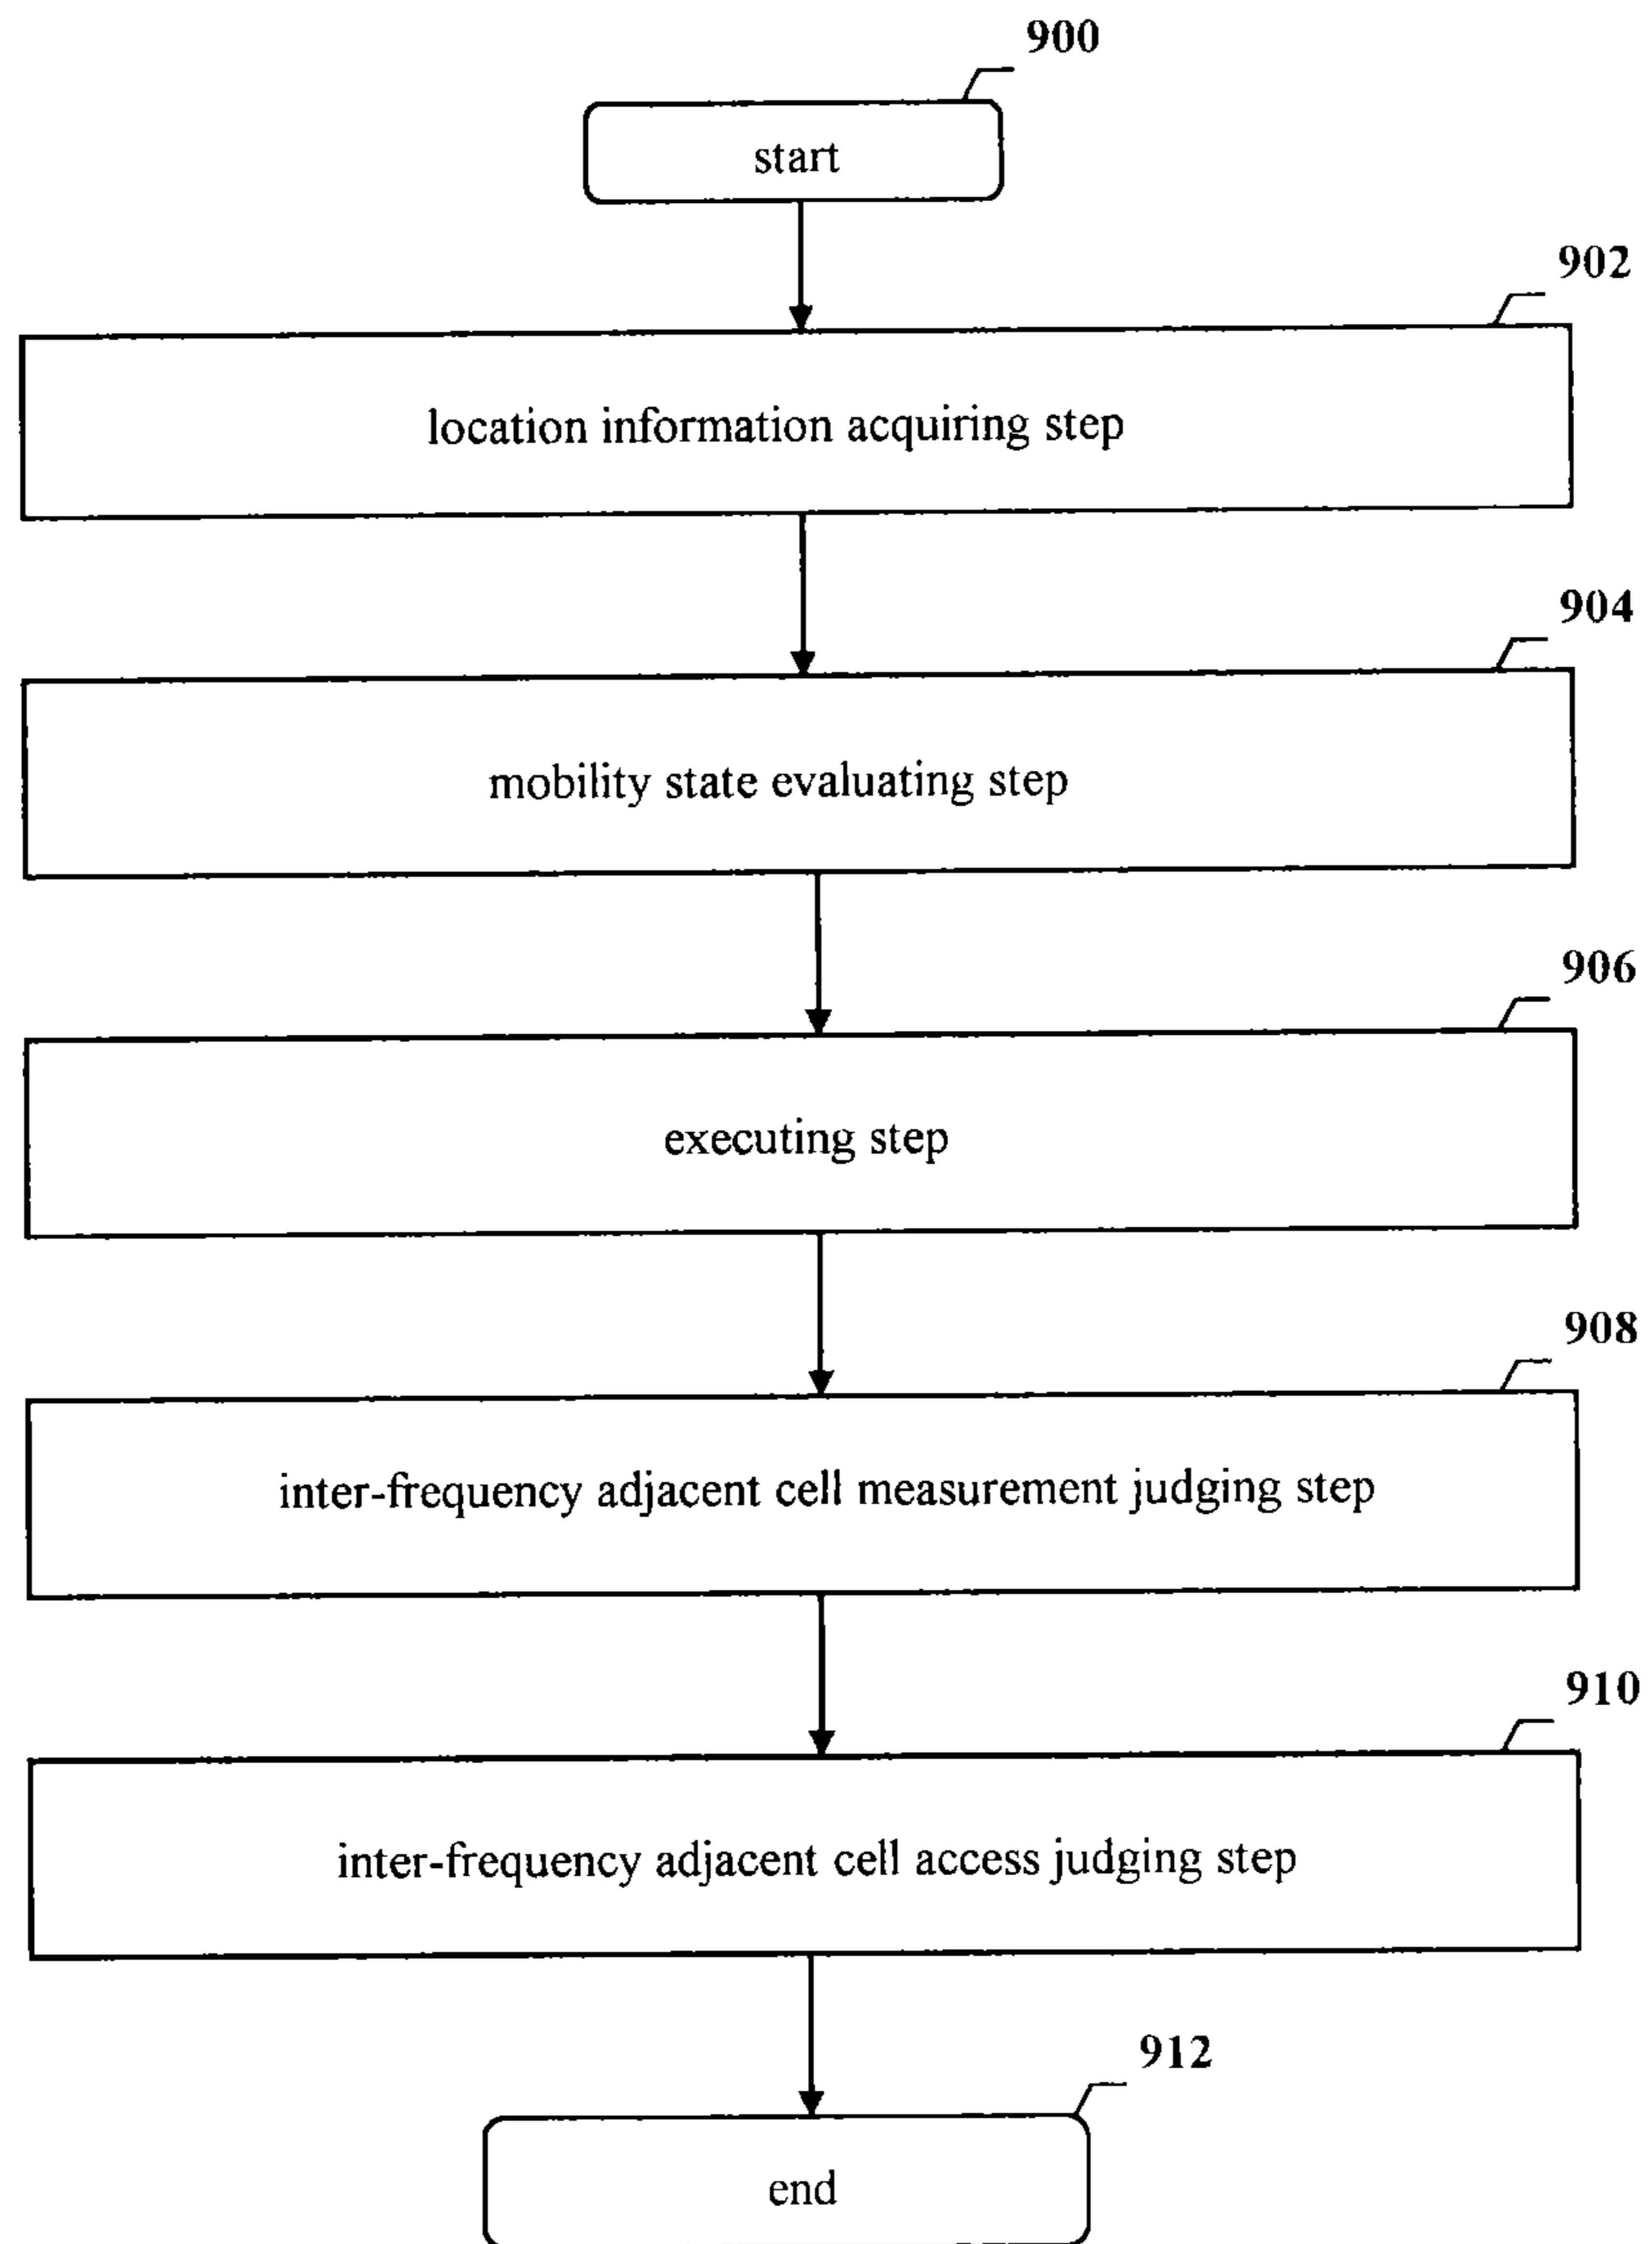 900
start
902
location information acquiring step
904
mobility state evaluating step
906
executing step
908
inter-frequency adjacent cell measurement judging step
910
inter-frequency adjacent cell access judging step
912
end